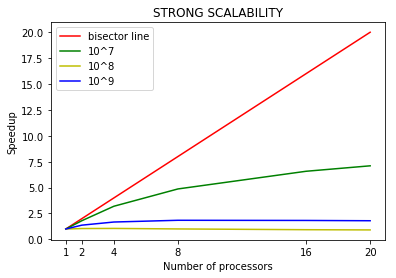 STRONG SCALABILITY
bisector line
10^7
10^8
10^9
Speedup
20.0
17.5
15.0
12.5
10.0
7.5
5.0
2.5
0.0
1 2 4 8 16 20
Number of processors